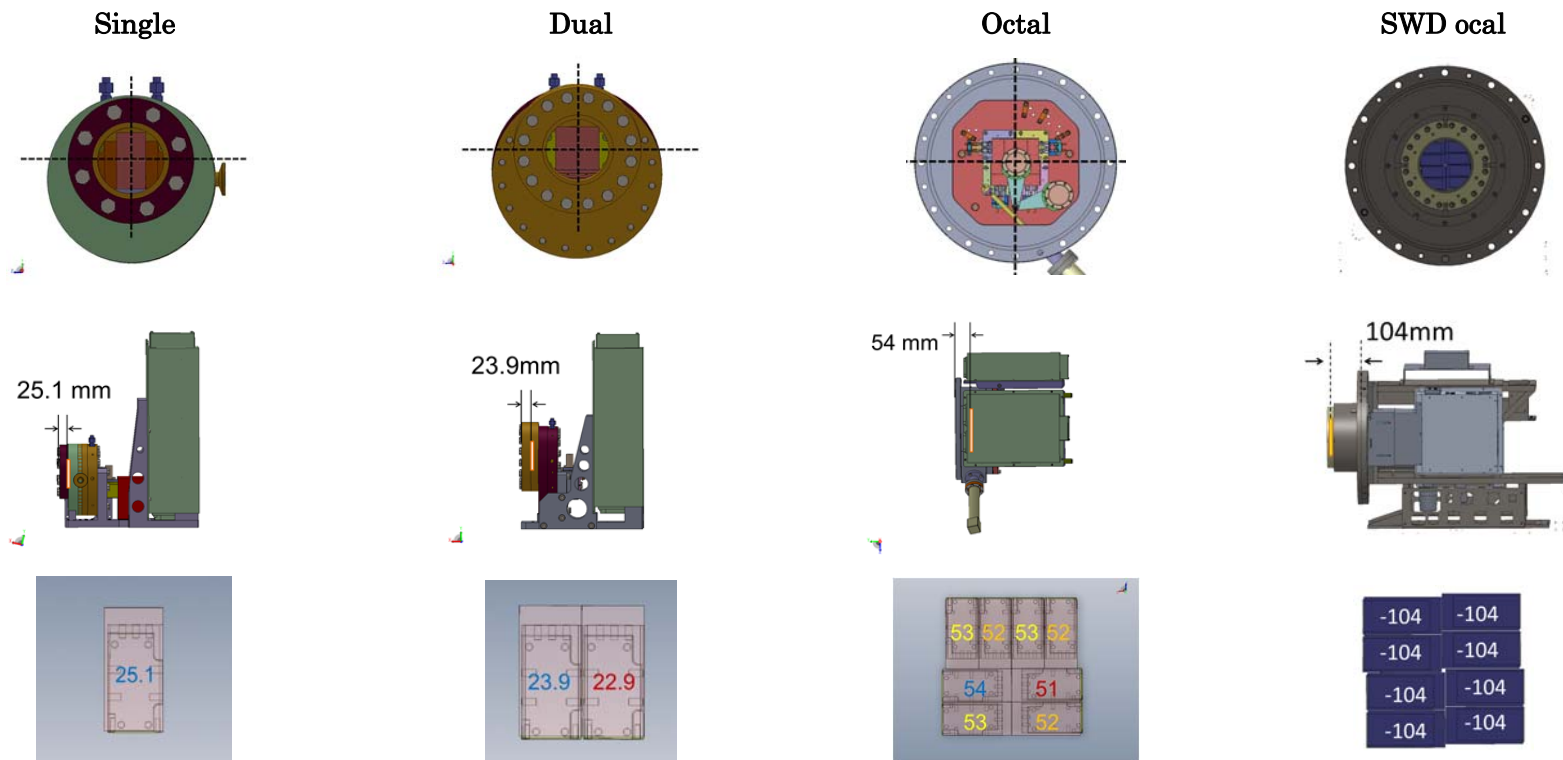 Single Dual Octal SWD ocal
25.1 mm
23.9mm
54 mm
104mm
25.1
23.9 22.9
53 52 53 52
54 51
53 52
-104 -104
-104 -104
-104 -104
-104 -104